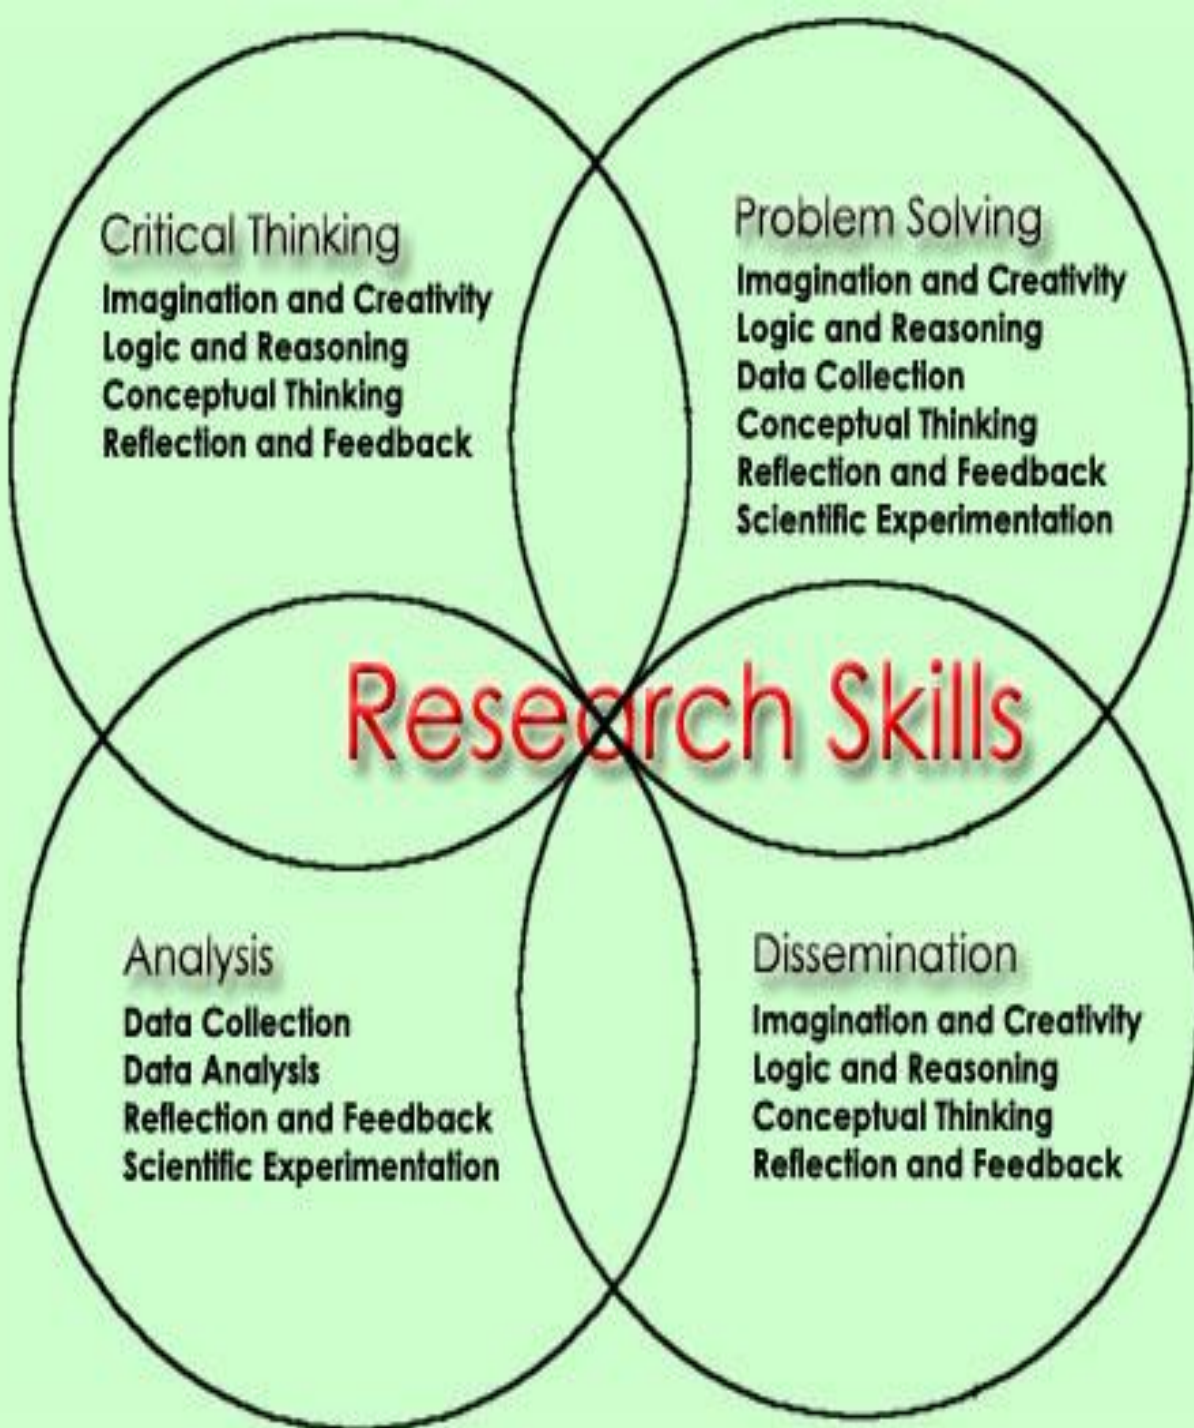 Critical Thinking
Imagination and Creativity
Logic and Reasoning
Conceptual Thinking
Reflection and Feedback
Problem Solving
Imagination and Creativity
Logic and Reasoning
Data Collection
Conceptual Thinking
Reflection and Feedback
Scientific Experimentation
Research Skills
Analysis
Data Collection
Data Analysis
Reflection and Feedback
Scientific Experimentation
Dissemination
Imagination and Creativity
Logic and Reasoning
Conceptual Thinking
Reflection and Feedback